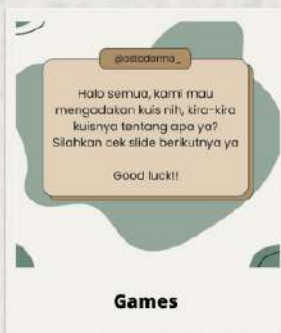 @astadarma_
Halo semua, kami mau
mengadakan kuis nih, kira-kira
kuisnya tentang apa ya?
Silahkan cek slide berikutnya ya
Good luck!!
Games